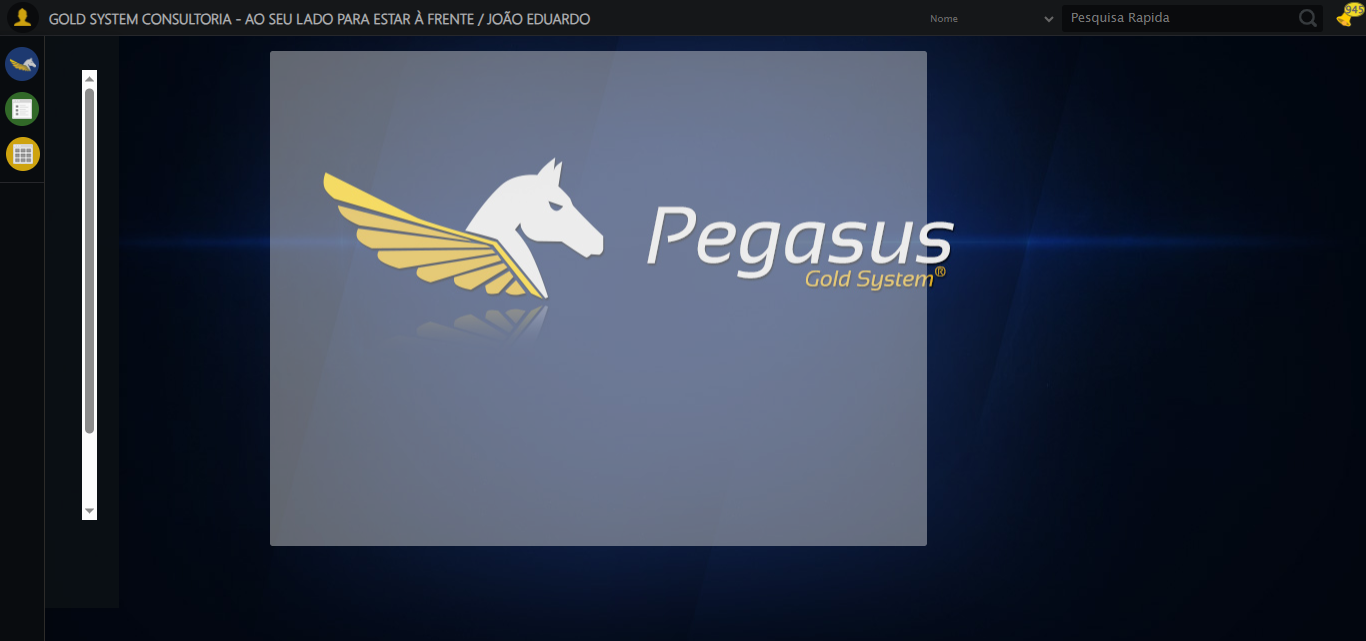 GOLD SYSTEM CONSULTORIA - AO SEU LADO PARA ESTAR À FRENTE / JOÃO EDUARDO
Nome
Pesquisa Rapida
945
Pegasus
Gold System®